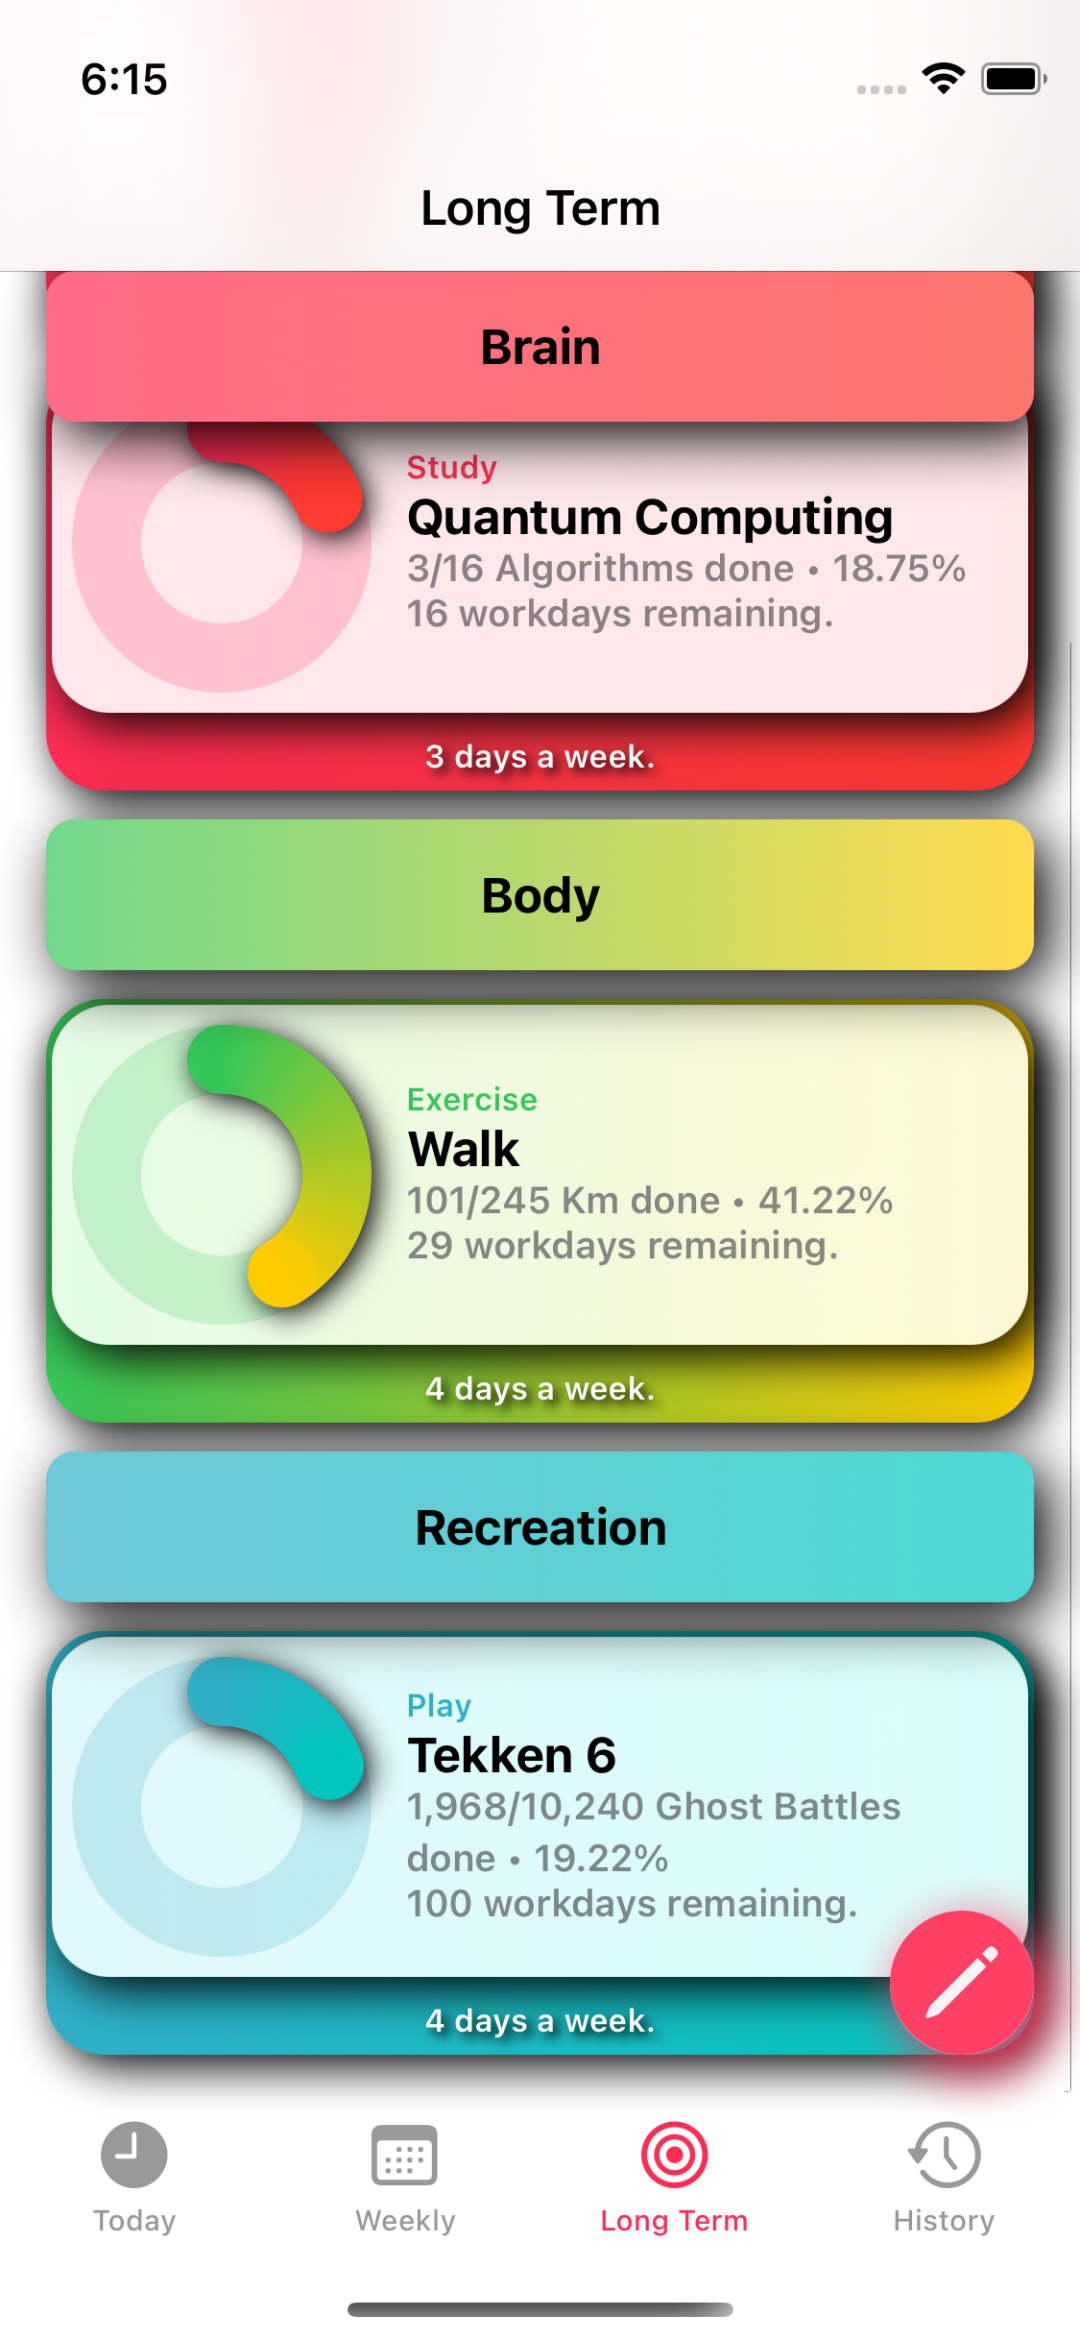 6:15
Long Term
Brain
Study
Quantum Computing
3/16 Algorithms done • 18.75%
16 workdays remaining.
3 days a week.
Body
Exercise
Walk
101/245 Km done • 41.22%
29 workdays remaining.
4 days a week.
Recreation
Play
Tekken 6
1,968/10,240 Ghost Battles
done • 19.22%
100 workdays remaining.
4 days a week.
Today
Weekly
Long Term
History